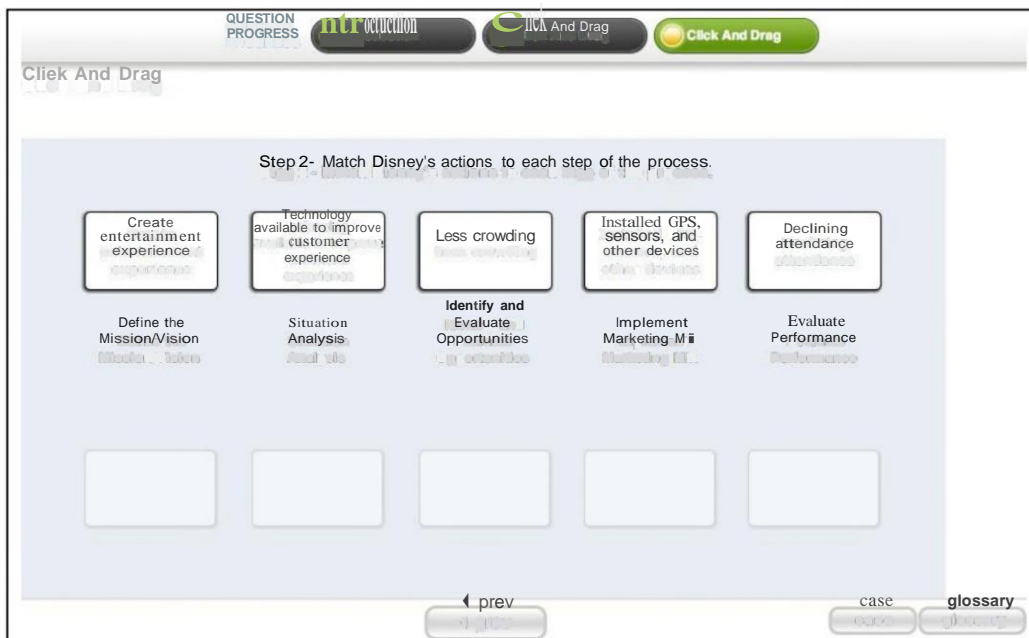 QUESTION
PROGRESS
ntroduction
Click And Drag
Click And Drag
Cliek And Drag
Step 2- Match Disney's actions to each step of the process.
Create
entertainment
experience
Technology
available to improve
customer
experience
Less crowding
Installed GPS,
sensors, and
other devices
Declining
attendance
Define the
Mission/Vision
Situation
Analysis
Identify and
Evaluate
Opportunities
Implement
Marketing
Evaluate
Performance
prev
case
glossary